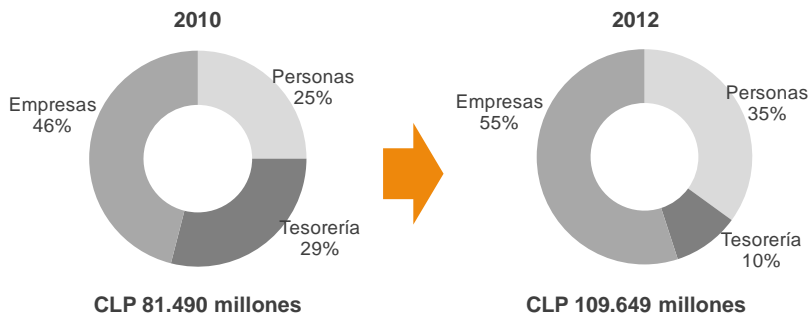 2010
Personas
25%
Empresas
46%
Tesorería
29%
CLP 81.490 millones
2012
Empresas
55%
Personas
35%
Tesorería
10%
CLP 109.649 millones